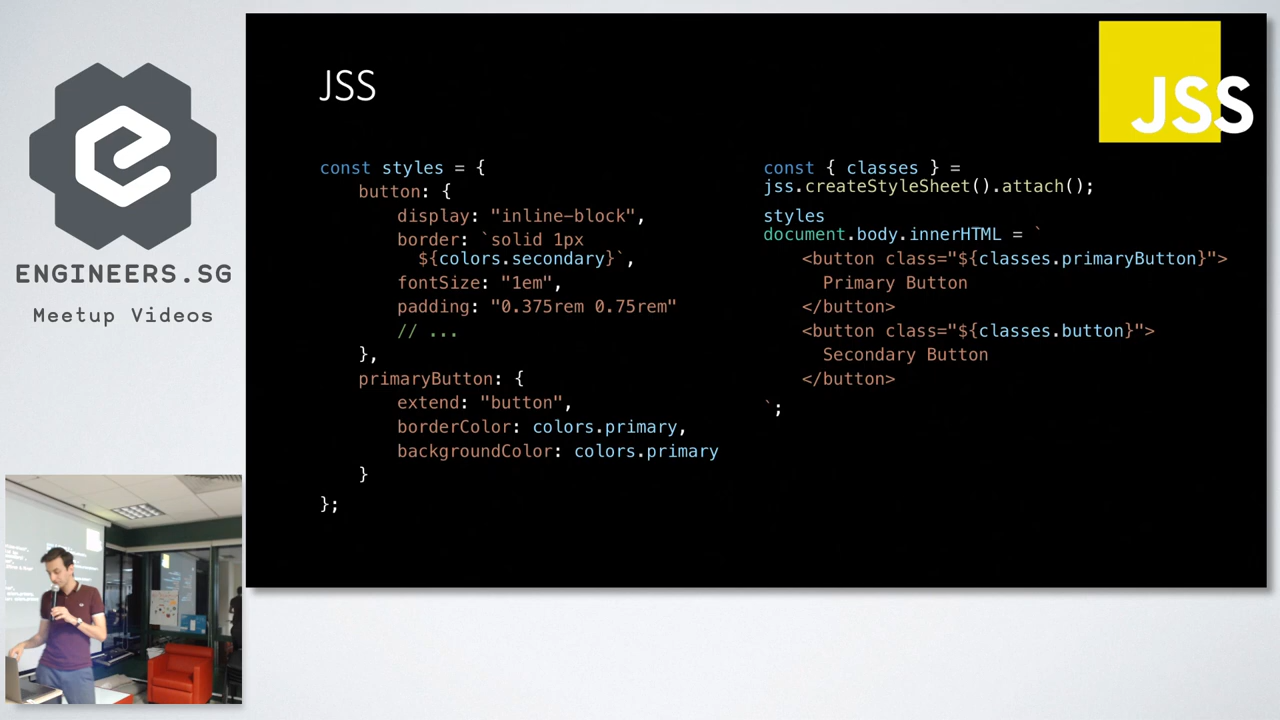 ENGINEERS.SG
Meetup Videos
JSS
JSS
const styles = {
button: {
display: "inline-block",
border: `solid 1px
${colors.secondary}`,
fontSize: "1em",
padding: "0.375rem 0.75rem"
// ...
},
primaryButton: {
extend: "button",
borderColor: colors.primary,
backgroundColor: colors.primary
}
};
const { classes } =
jss.createStyleSheet().attach();
styles
document.body.innerHTML = `
<button class="${classes.primaryButton}">
Primary Button
</button>
<button class="${classes.button}">
Secondary Button
</button>
`;